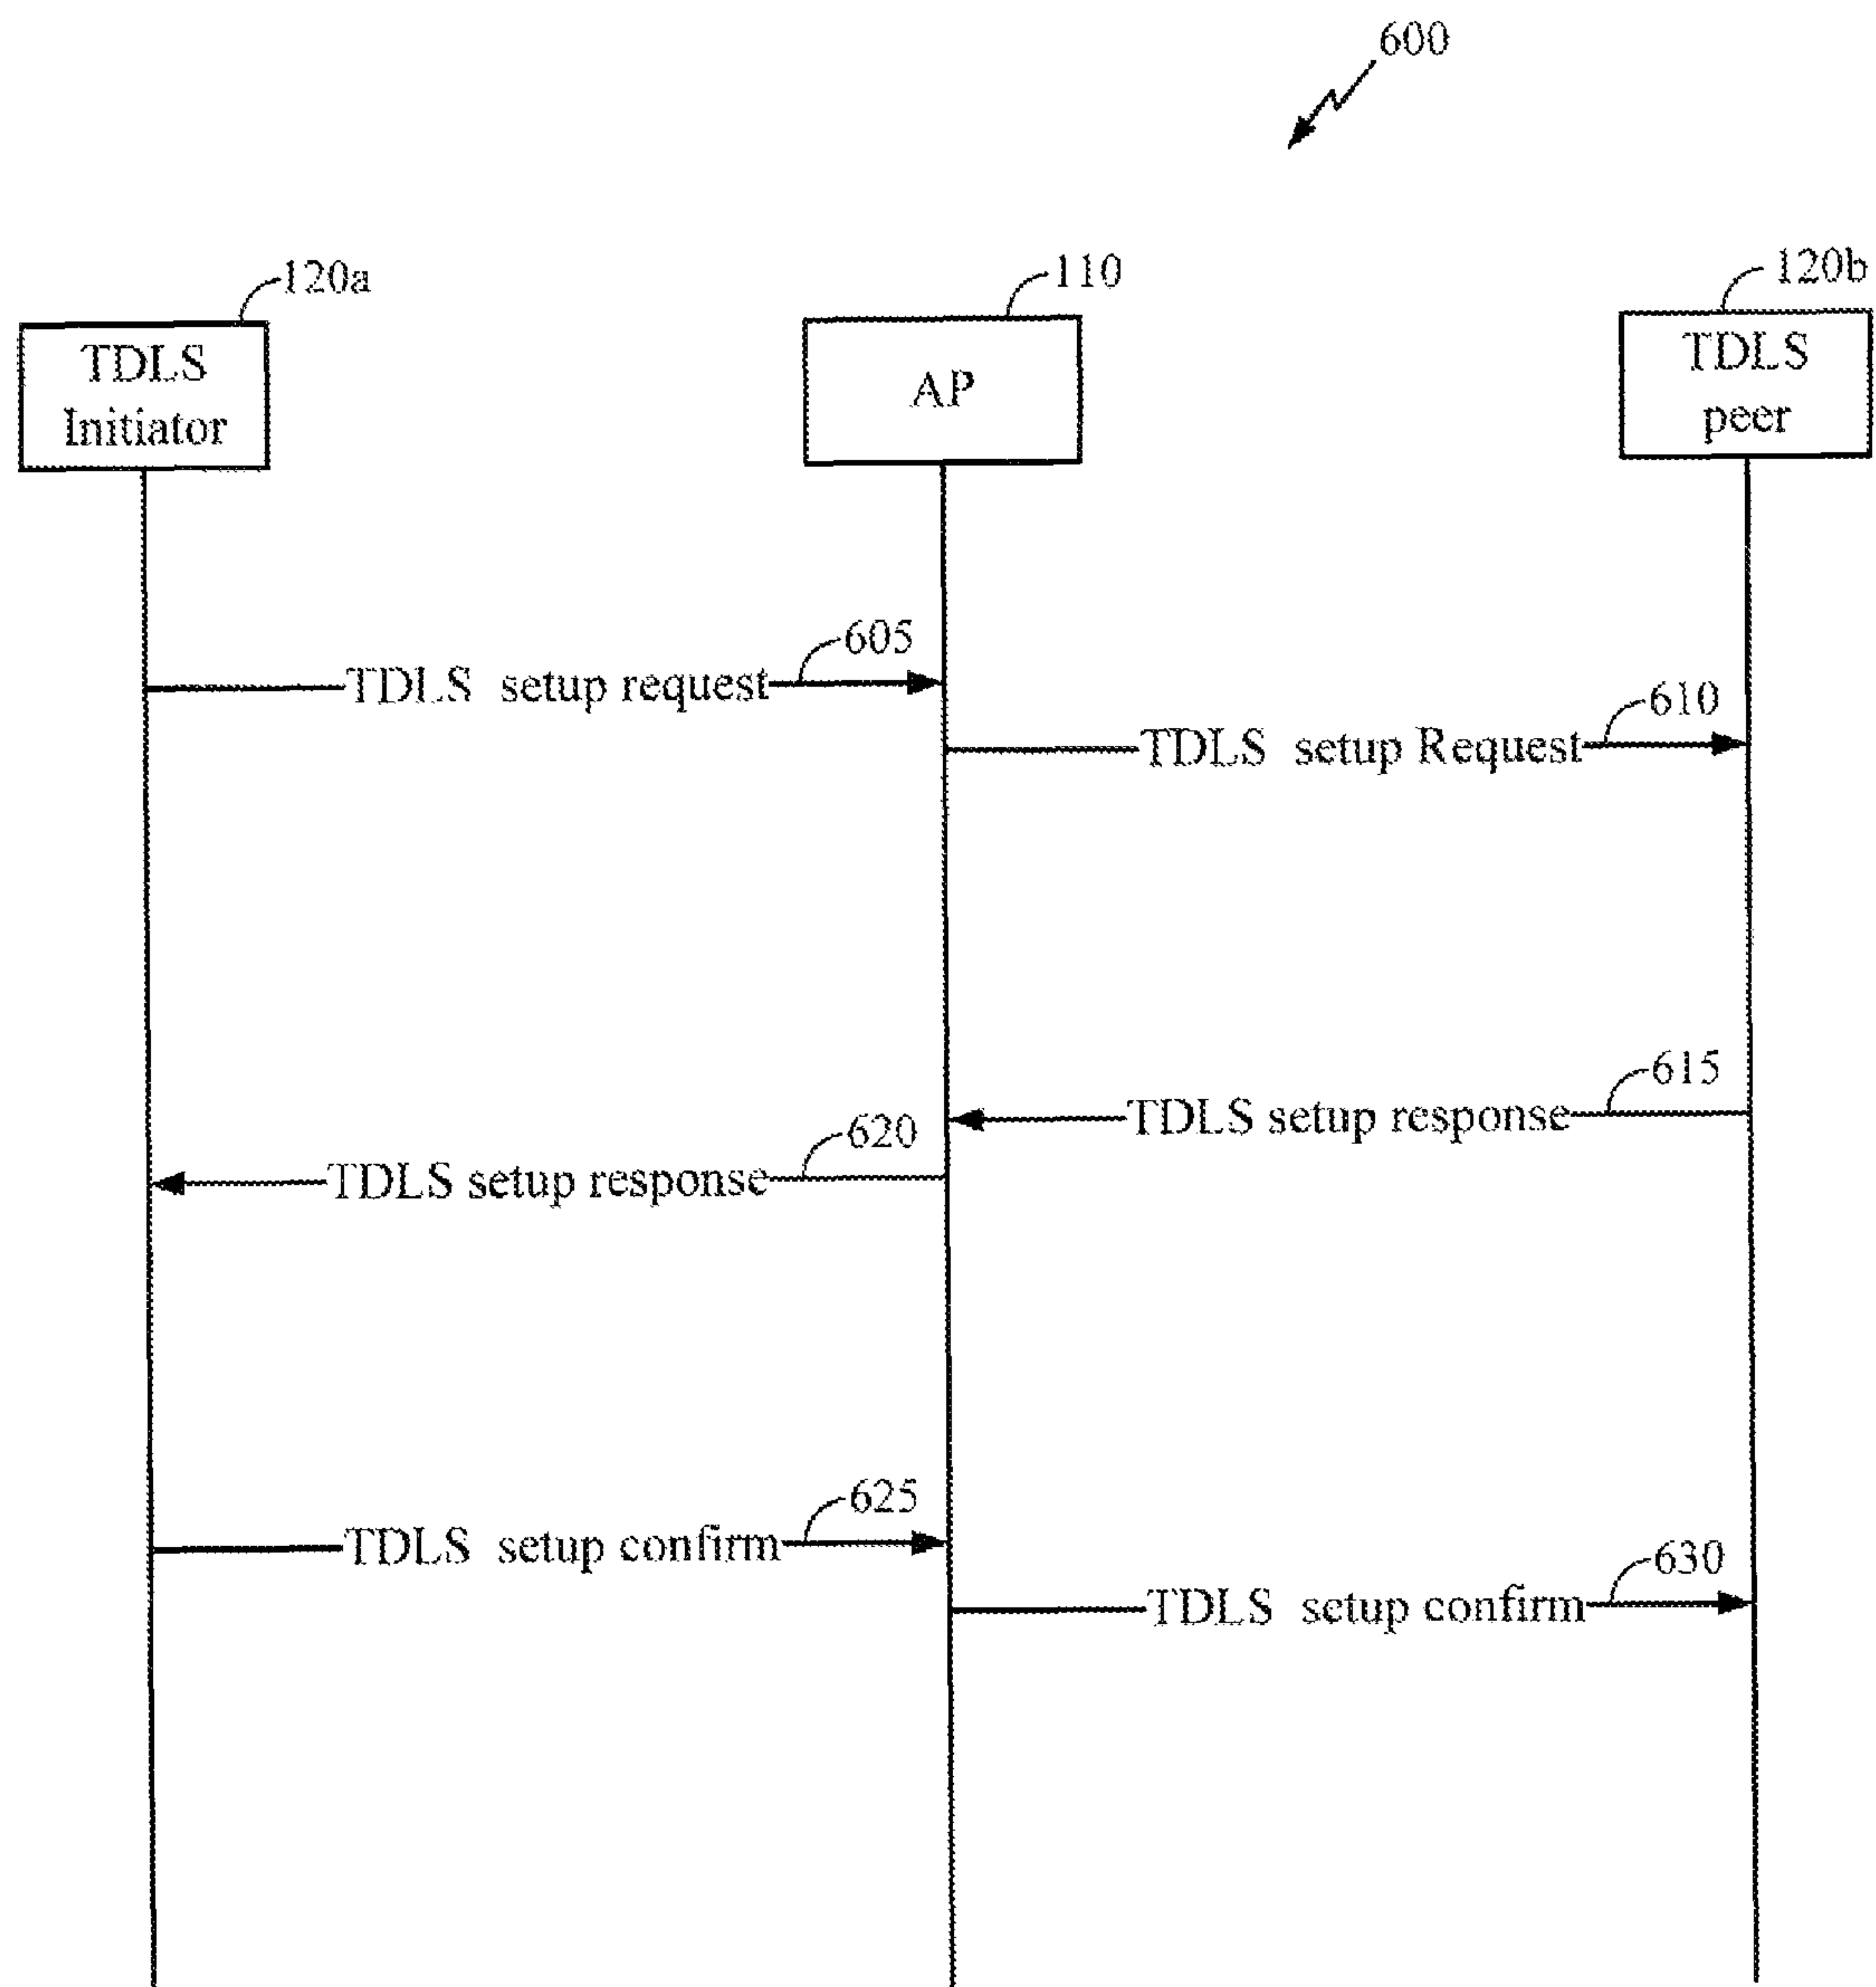 600
120a
110
120b
TDLS
Initiator
AP
TDLS
peer
605
TDLS setup request
610
TDLS setup Request
615
TDLS setup response
620
TDLS setup response
625
TDLS setup confirm
630
TDLS setup confirm